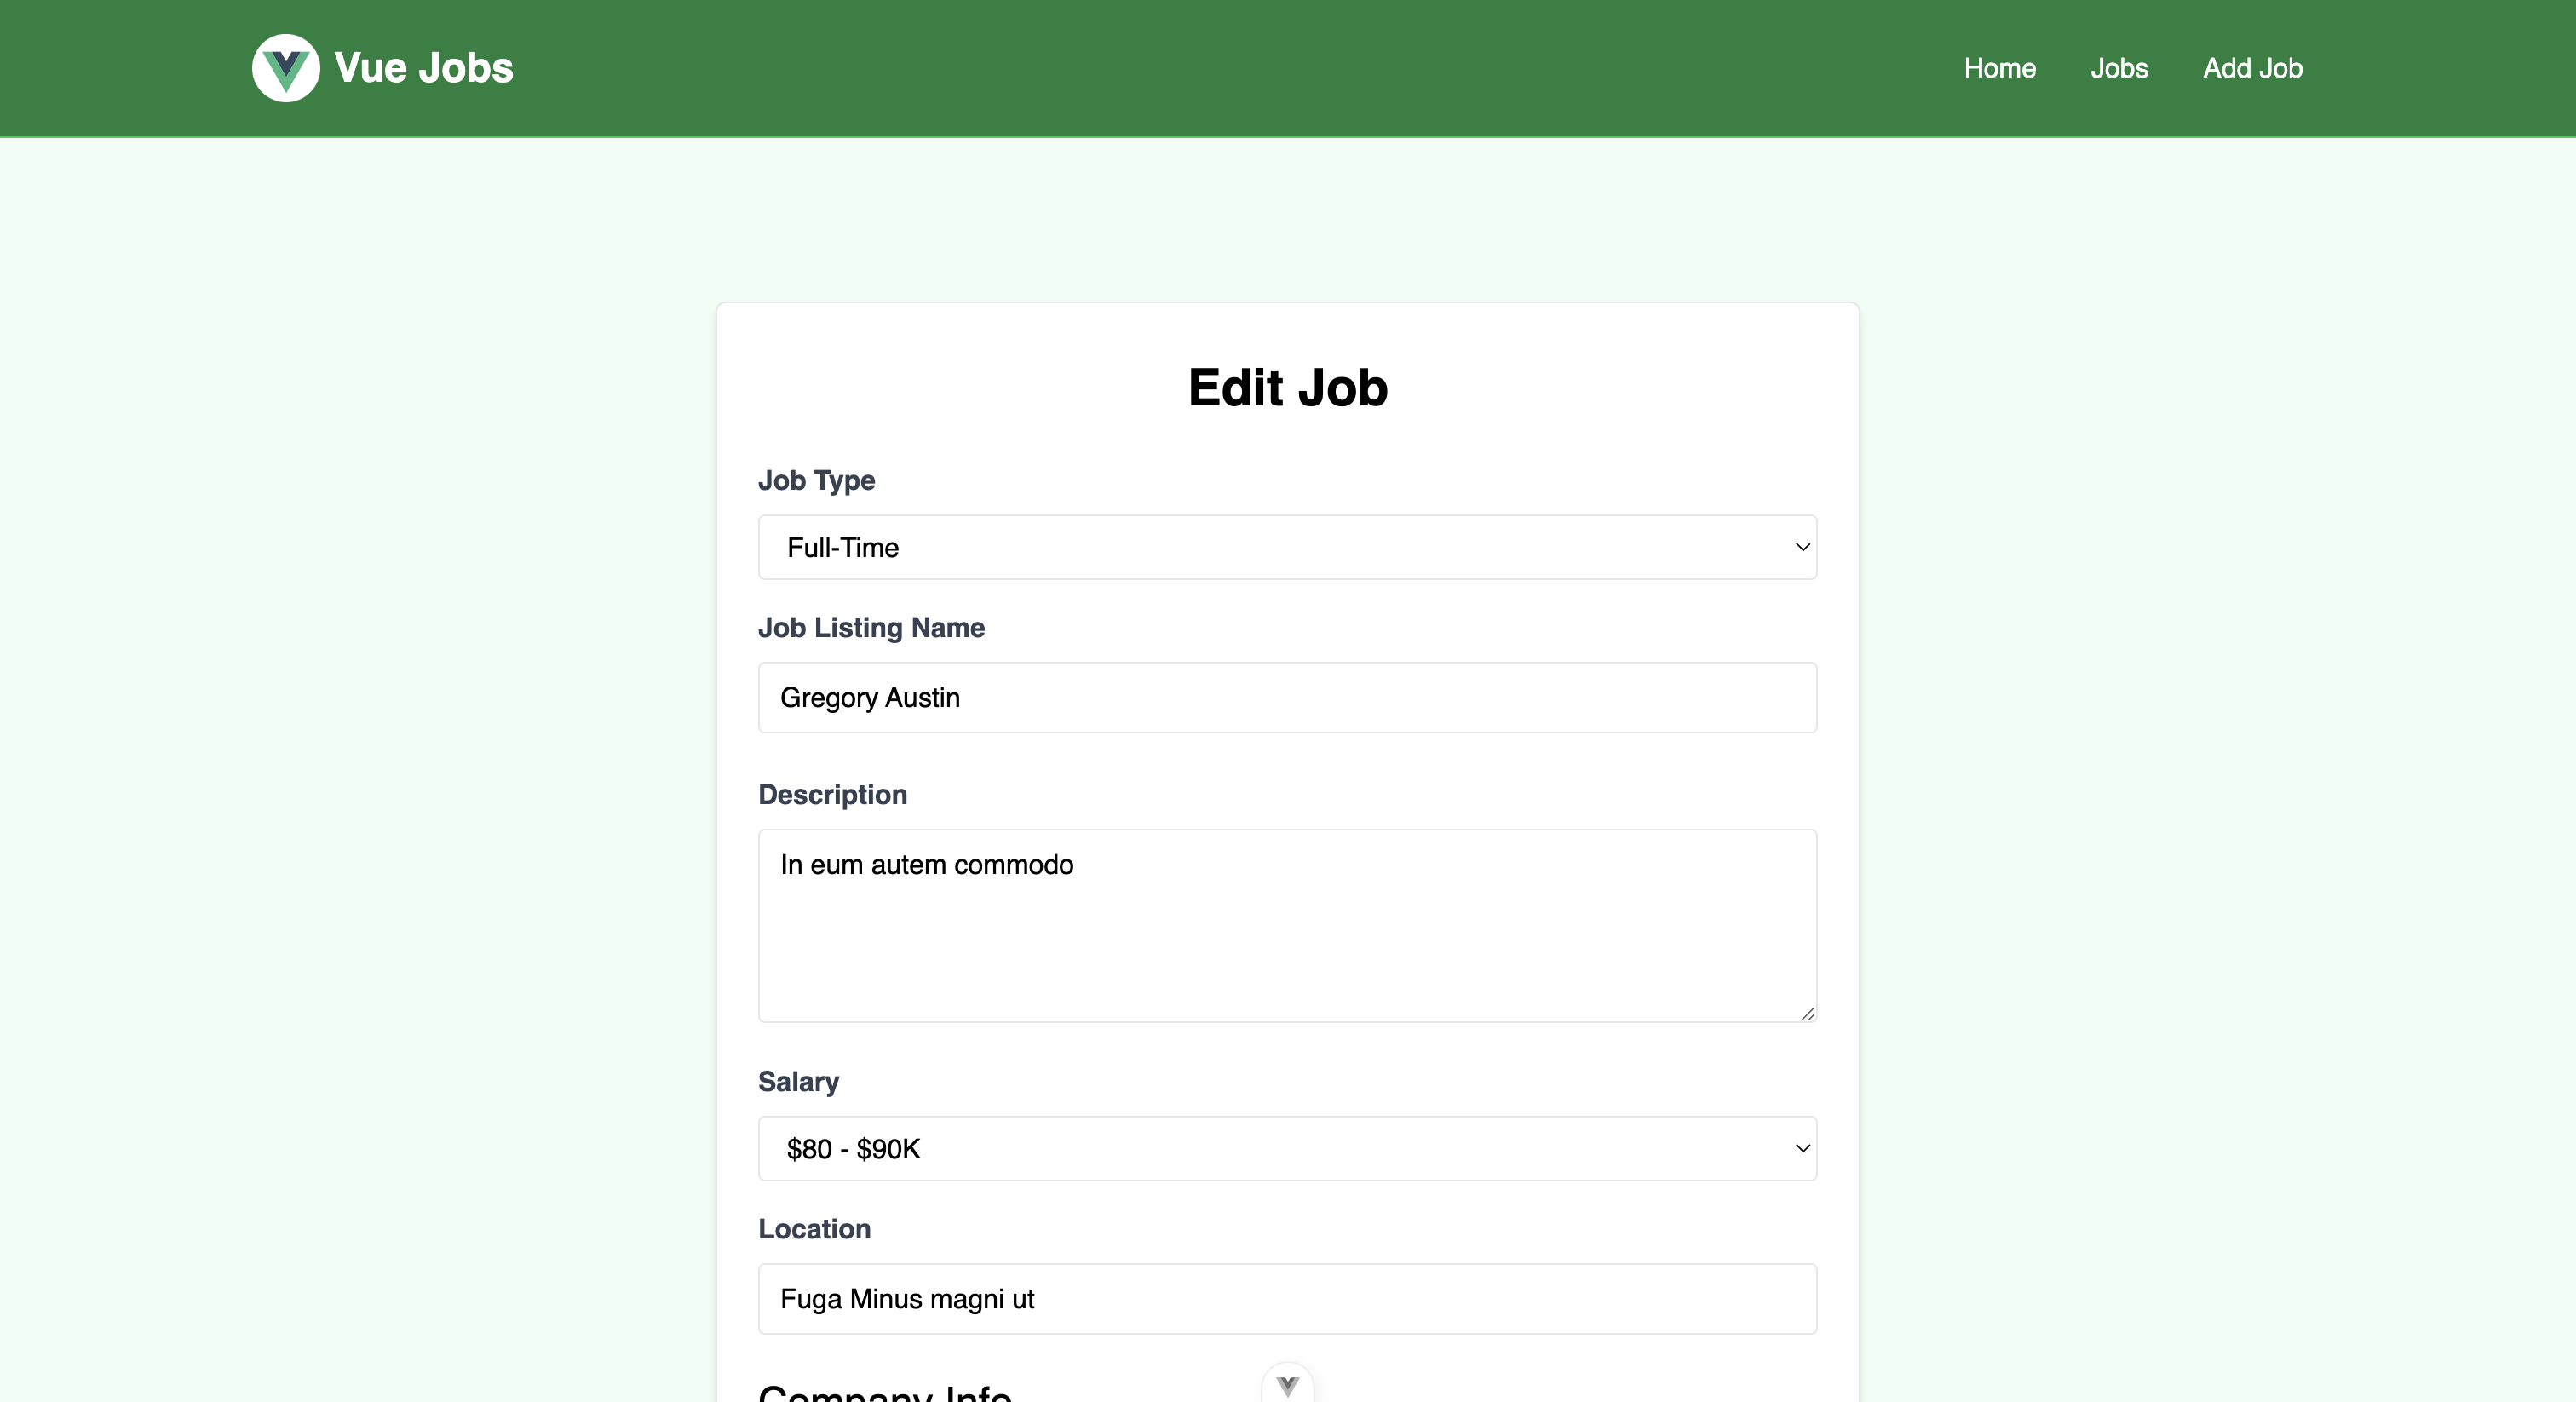 Vue Jobs
Home Jobs Add Job
Edit Job
Job Type
Full-Time
Job Listing Name
Gregory Austin
Description
In eum autem commodo
Salary
$80 - $90K
Location
Fuga Minus magni ut
Company Info